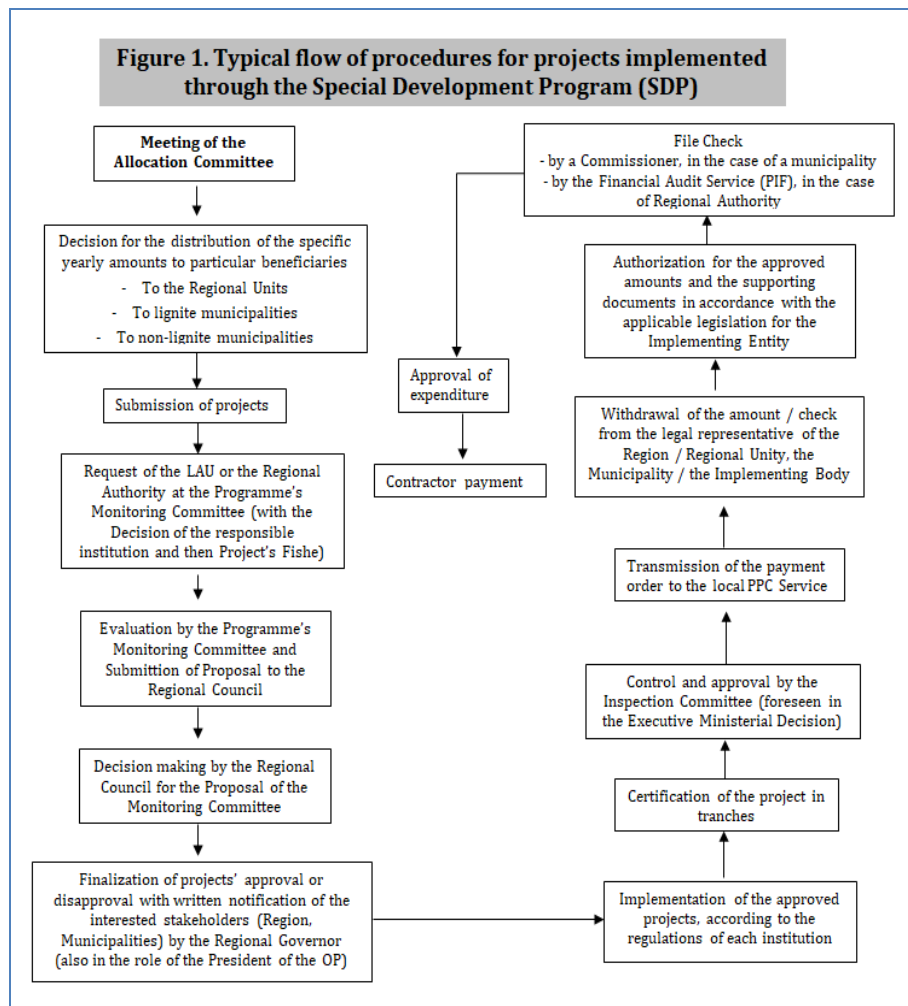 Figure 1. Typical flow of procedures for projects implemented
through the Special Development Program (SDP)
Meeting of the
Allocation Committee
Decision for the distribution of the specific
yearly amounts to particular beneficiaries
- To the Regional Units
- To lignite municipalities
- To non-lignite municipalities
Submission of projects
Request of the LAU or the Regional
Authority at the Programme's
Monitoring Committee (with the
Decision of the responsible
institution and then Project's Fishe)
Evaluation by the Programme's
Monitoring Committee and
Submittion of Proposal to the
Regional Council
Decision making by the Regional
Council for the Proposal of the
Monitoring Committee
Finalization of projects' approval or
disapproval with written notification of the
interested stakeholders (Region,
Municipalities) by the Regional Governor
(also in the role of the President of the OP)
Implementation of the approved
projects, according to the
regulations of each institution
Certification of the project in
tranches
Control and approval by the
Inspection Committee (foreseen in
the Executive Ministerial Decision)
Transmission of the payment
order to the local PPC Service
Withdrawal of the amount / check
from the legal representative of the
Region / Regional Unity, the
Municipality / the Implementing Body
Authorization for the approved
amounts and the supporting
documents in accordance with the
applicable legislation for the
Implementing Entity
File Check
- by a Commissioner, in the case of a municipality
- by the Financial Audit Service (PIF), in the case
of Regional Authority
Approval of
expenditure
Contractor payment